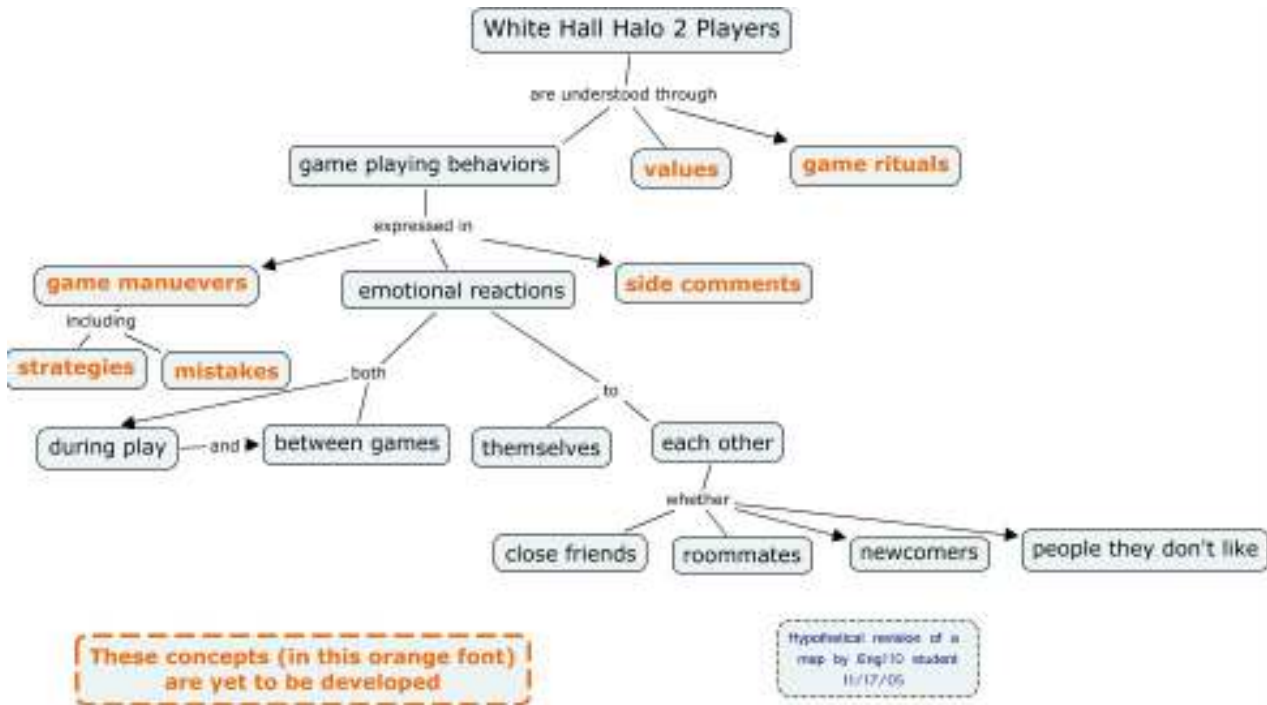 White Hall Halo 2 Players
are understood through
game playing behaviors
values
game rituals
expressed in
game manuevers
emotional reactions
side comments
including
strategies
mistakes
both
to
during play
and
between games
themselves
each other
whether
close friends
roommates
newcomers
people they don't like
These concepts (in this orange font)
are yet to be developed
Hypothetical revision of a
map by Eng110 student
11/17/05